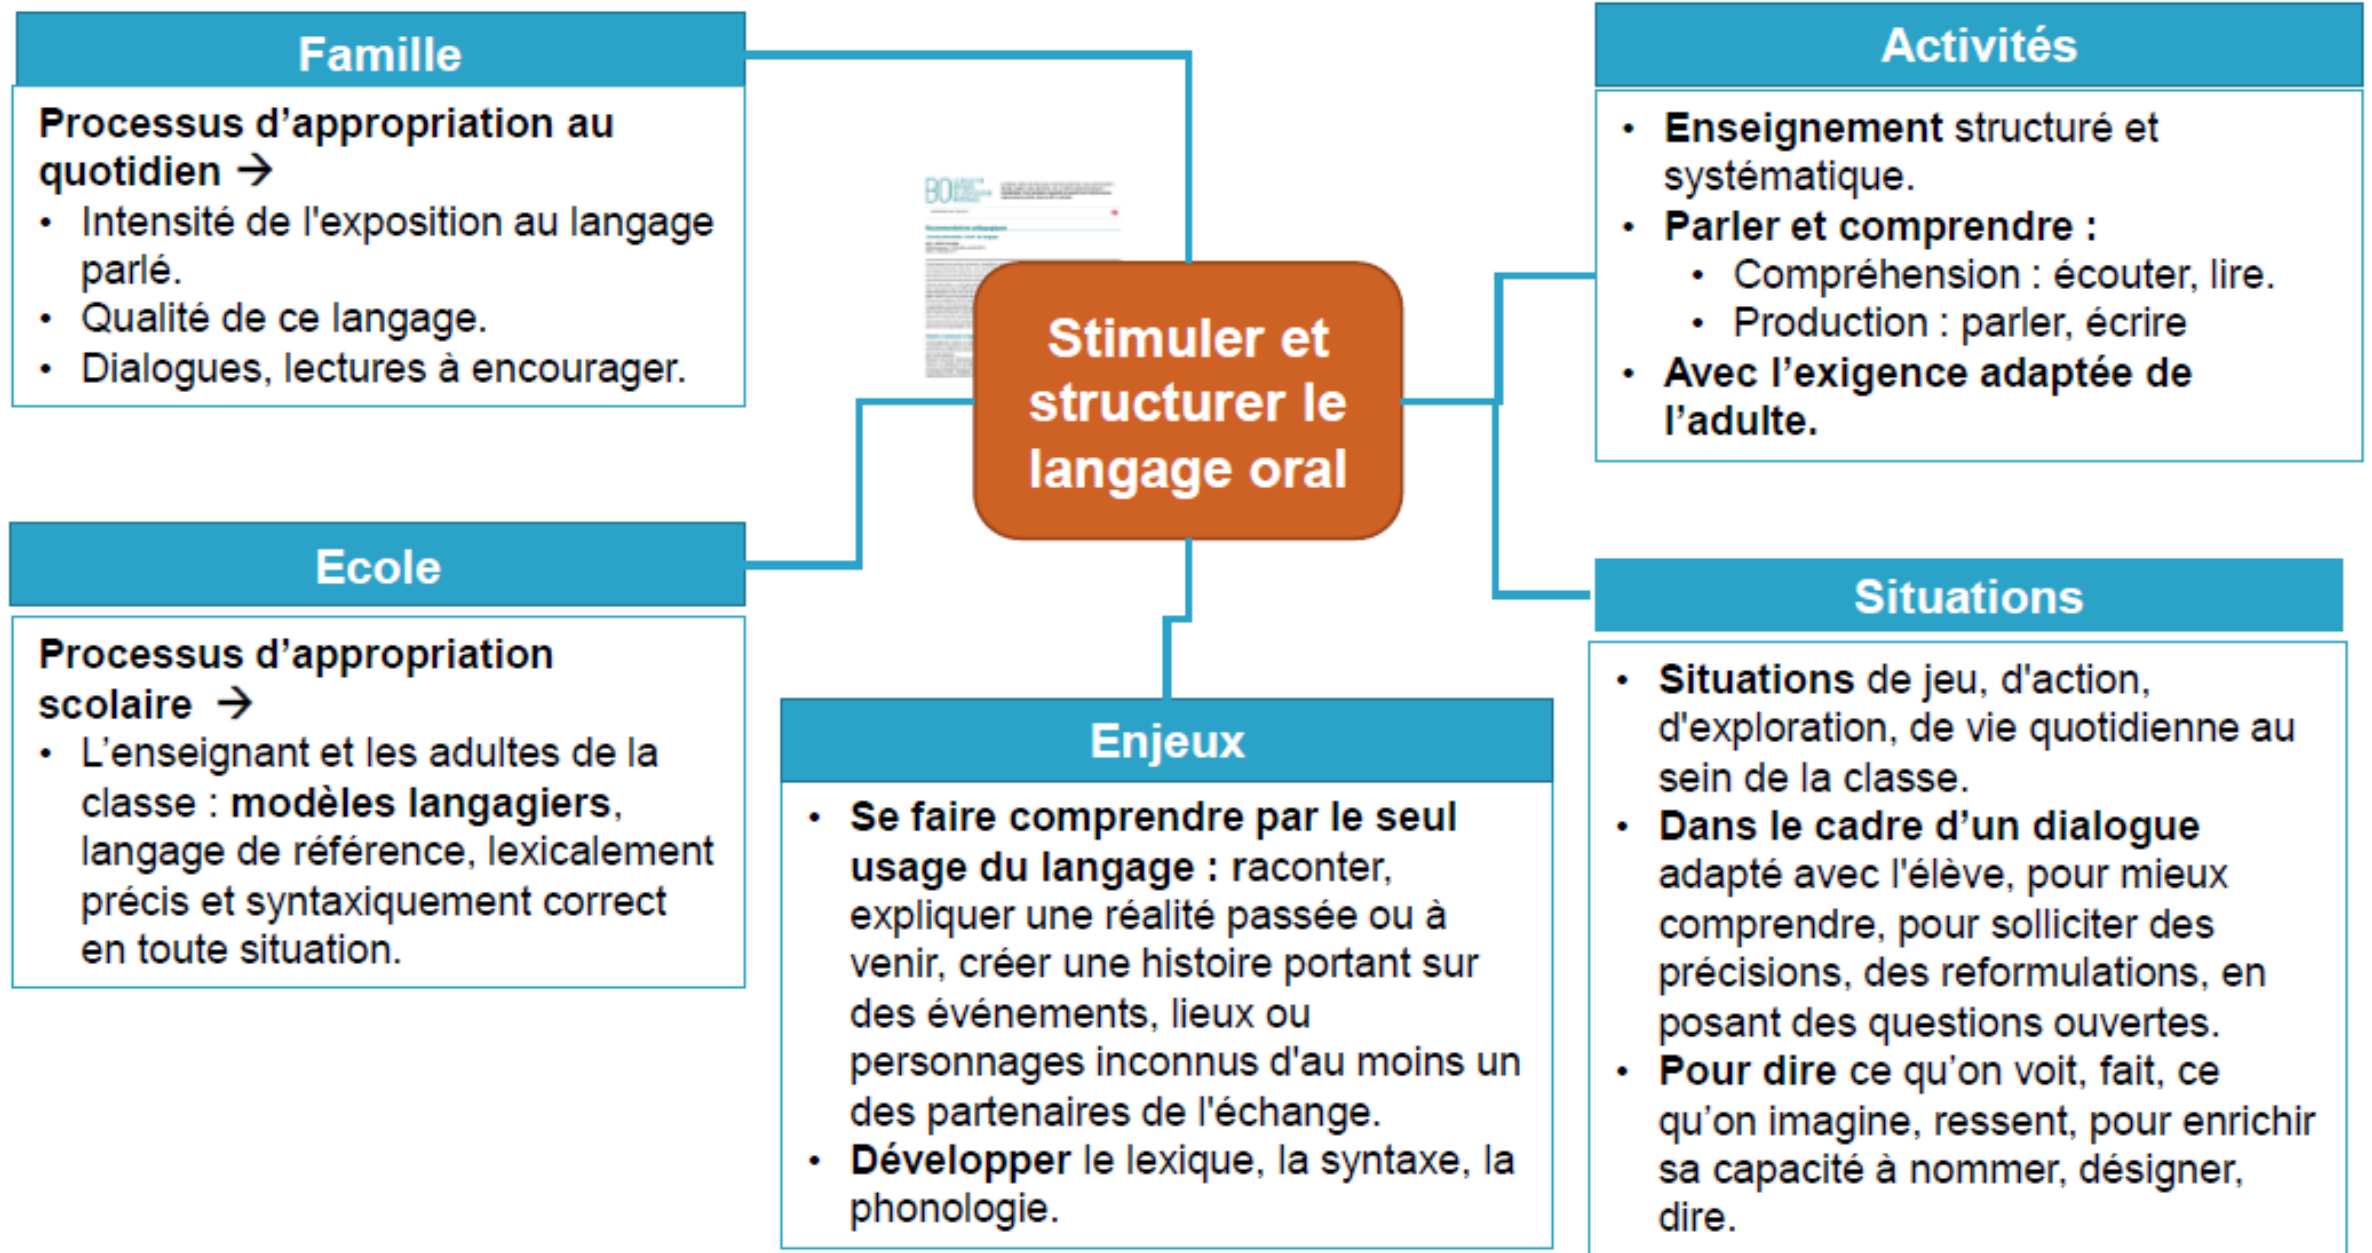 Famille
Processus d’appropriation au
quotidien →
• Intensité de l'exposition au langage
parlé.
• Qualité de ce langage.
• Dialogues, lectures à encourager.
Ecole
Processus d’appropriation
scolaire →
• L’enseignant et les adultes de la
classe : modèles langagiers,
langage de référence, lexicalement
précis et syntaxiquement correct
en toute situation.
BO
Stimuler et
structurer le
langage oral
Enjeux
• Se faire comprendre par le seul
usage du langage : raconter,
expliquer une réalité passée ou à
venir, créer une histoire portant sur
des événements, lieux ou
personnages inconnus d'au moins un
des partenaires de l'échange.
• Développer le lexique, la syntaxe, la
phonologie.
Activités
• Enseignement structuré et
systématique.
• Parler et comprendre :
• Compréhension : écouter, lire.
• Production : parler, écrire
• Avec l’exigence adaptée de
l’adulte.
Situations
• Situations de jeu, d'action,
d'exploration, de vie quotidienne au
sein de la classe.
• Dans le cadre d’un dialogue
adapté avec l'élève, pour mieux
comprendre, pour solliciter des
précisions, des reformulations, en
posant des questions ouvertes.
• Pour dire ce qu’on voit, fait, ce
qu’on imagine, ressent, pour enrichir
sa capacité à nommer, désigner,
dire.